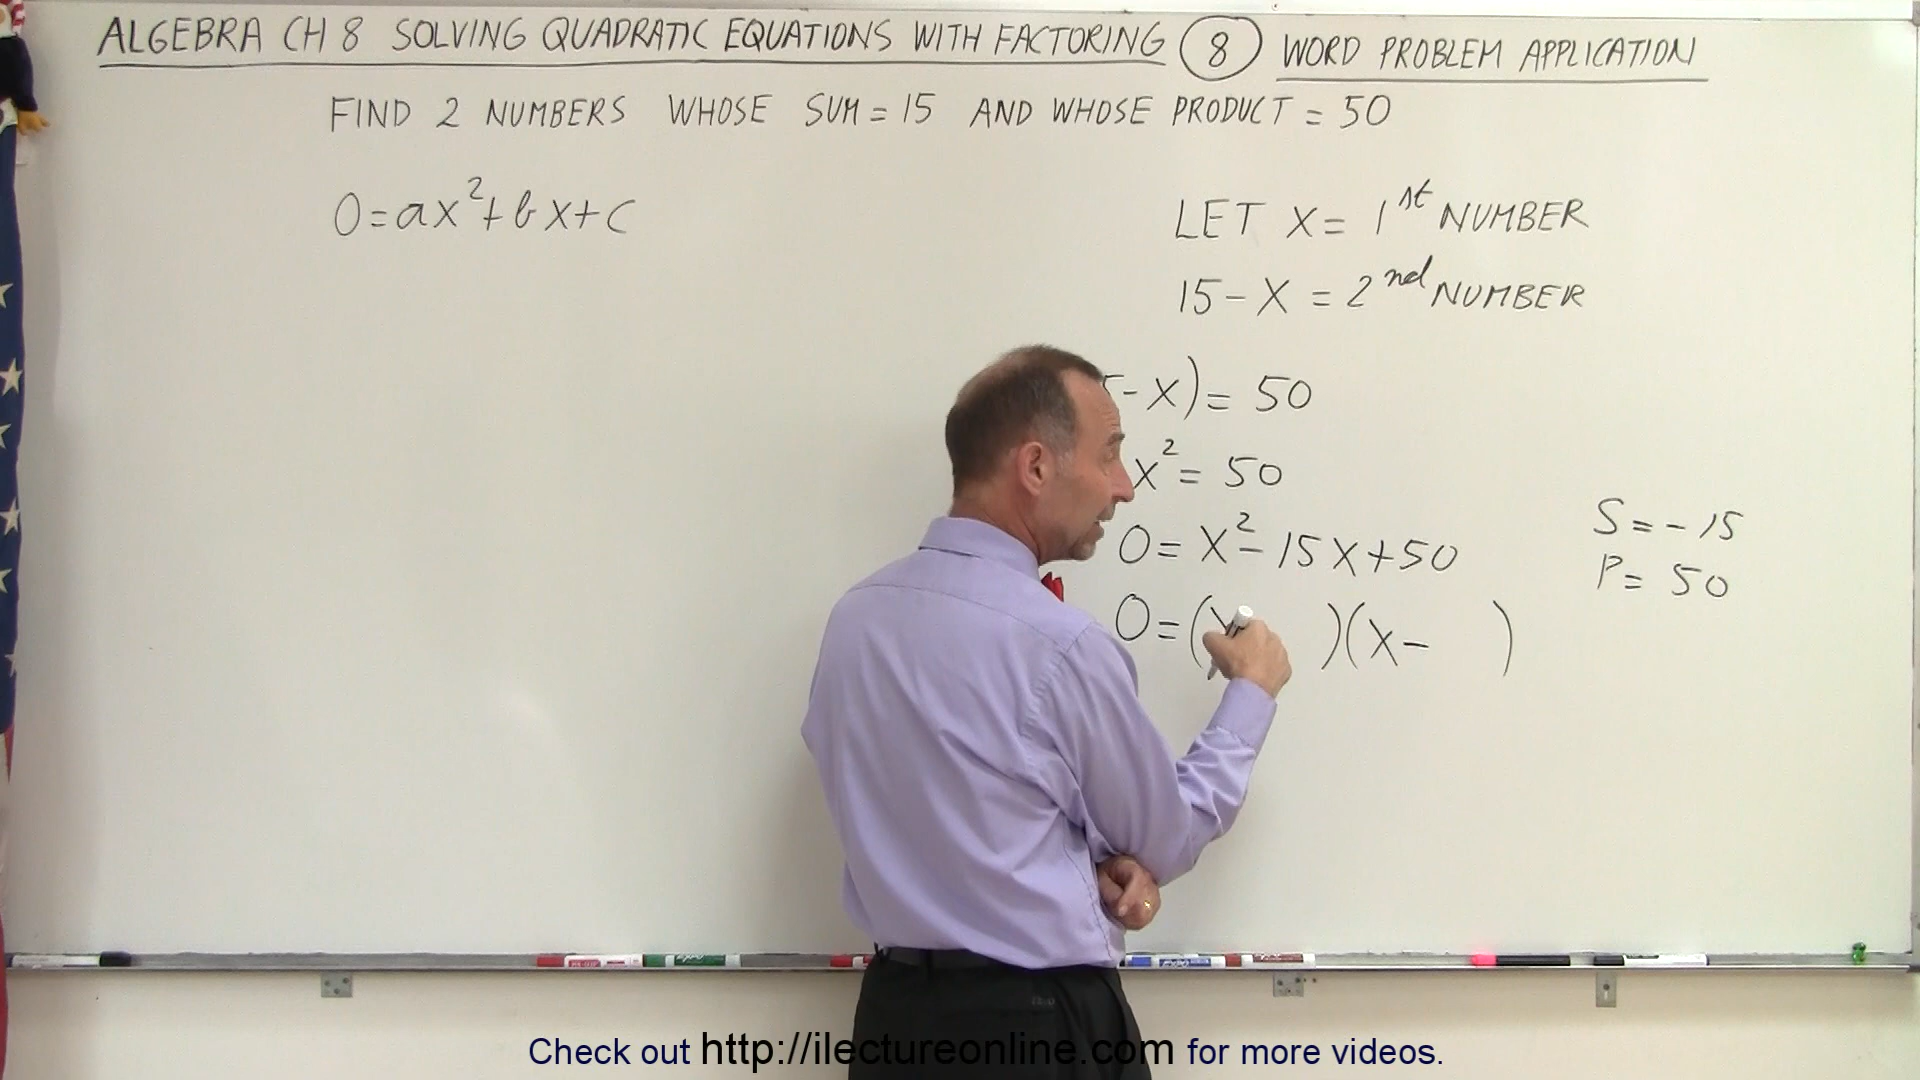 ALGEBRA CH 8 SOLVING QUADRATIC EQUATIONS WITH FACTORING 8 WORD PROBLEM APPLICATION
FIND 2 NUMBERS WHOSE SUM = 15 AND WHOSE PRODUCT = 50
0=ax²+bx+c
LET X = 1st NUMBER
15 - X = 2nd NUMBER
- X) = 50
x² = 50
0 = X² - 15X + 50
S = - 15
P = 50
0 = (X )(X - )
Check out http://ilectureonline.com for more videos.